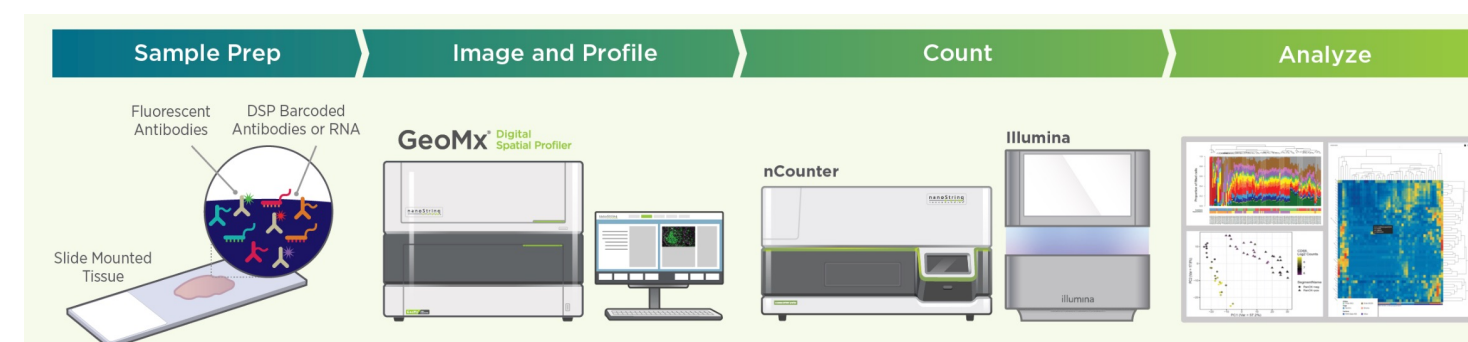 Sample Prep
Image and Profile
Count
Analyze
Fluorescent
Antibodies
DSP Barcoded
Antibodies or RNA
Slide Mounted
Tissue
GeoMx® Digital
Spatial Profiler
nanoString
nanoString
nCounter
nanoString
Illumina
illumina